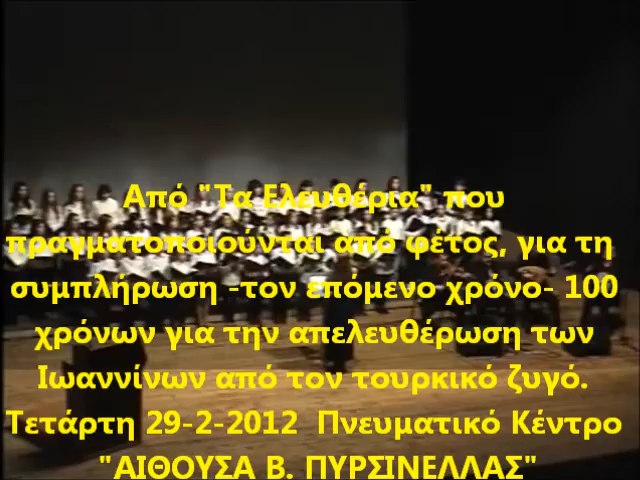 Από "Τα Ελευθέρια" που
πραγματοποιούνται από φέτος, για τη
συμπλήρωση -τον επόμενο χρόνο- 100
χρόνων για την απελευθέρωση των
Ιωαννίνων από τον τουρκικό ζυγό.
Τετάρτη 29-2-2012 Πνευματικό Κέντρο
"ΑΙΘΟΥΣΑ Β. ΠΥΡΣΙΝΕΛΛΑΣ"